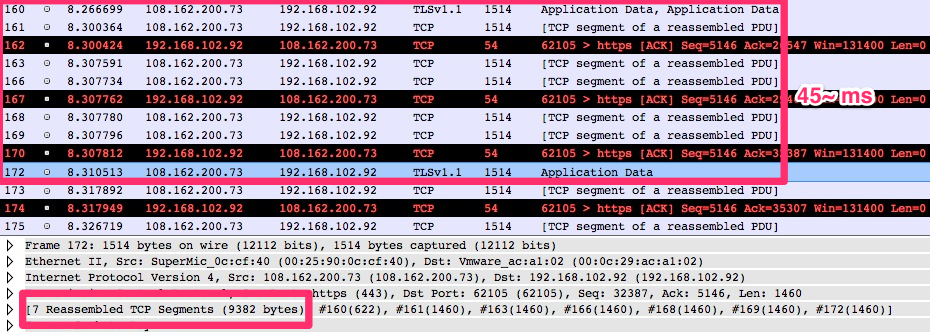 160 8.266699 108.162.200.73 192.168.102.92 TLSv1.1 1514 Application Data, Application Data
161 8.300364 108.162.200.73 192.168.102.92 TCP 1514 [TCP segment of a reassembled PDU]
162 8.300424 192.168.102.92 108.162.200.73 TCP 54 62105 > https [ACK] Seq=5146 Win=131400 Len=0
163 8.307591 108.162.200.73 192.168.102.92 TCP 1514 [TCP segment of a reassembled PDU]
166 8.307734 108.162.200.73 192.168.102.92 TCP 1514 [TCP segment of a reassembled PDU]
167 8.307762 192.168.102.92 108.162.200.73 TCP 54 62105 > https [ACK] Seq=5146 Len=0
45~ ms
168 8.307780 108.162.200.73 192.168.102.92 TCP 1514 [TCP segment of a reassembled PDU]
169 8.307796 108.162.200.73 192.168.102.92 TCP 1514 [TCP segment of a reassembled PDU]
170 8.307812 192.168.102.92 108.162.200.73 TCP 54 62105 > https [ACK] Seq=5146 Win=131400 Len=0
172 8.310513 108.162.200.73 192.168.102.92 TLSv1.1 1514 Application Data
173 8.317892 108.162.200.73 192.168.102.92 TCP 1514 [TCP segment of a reassembled PDU]
174 8.317949 192.168.102.92 108.162.200.73 TCP 54 62105 > https [ACK] Seq=5146 Ack=35307 Win=131400 Len=0
175 8.326719 108.162.200.73 192.168.102.92 TCP 1514 [TCP segment of a reassembled PDU]
Frame 172: 1514 bytes on wire (12112 bits), 1514 bytes captured (12112 bits)
Ethernet II, Src: SuperMic_0c:cf:40 (00:25:90:0c:cf:40), Dst: Vmware_ac:a1:02 (00:0c:29:ac:a1:02)
Internet Protocol Version 4, Src: 108.162.200.73 (108.162.200.73), Dst: 192.168.102.92 (192.168.102.92)
(443), Dst Port: 62105 (62105), Seq: 32387, Ack: 5146, Len: 1460
[7 Reassembled TCP Segments (9382 bytes): #160(622), #161(1460), #163(1460), #166(1460), #168(1460), #169(1460), #172(1460)]